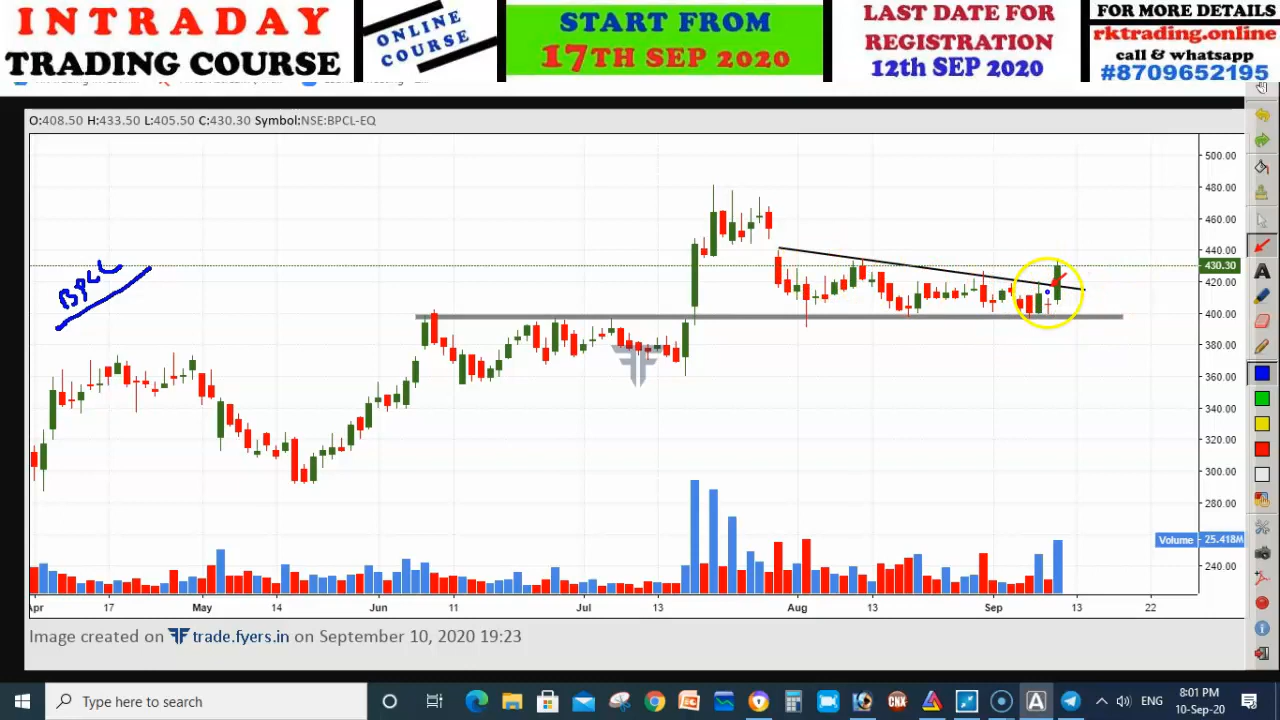 INTRADAY
TRADING COURSE
ONLINE
COURSE
START FROM
17TH SEP 2020
LAST DATE FOR
REGISTRATION
12th SEP 2020
FOR MORE DETAILS
rktrading.online
call & whatsapp
#8709652195
O:408.50 H:433.50 L:405.50 C:430.30 Symbol:NSE:BPCL-EQ
BPCL
500.00
480.00
460.00
440.00
430.30
420.00
400.00
380.00
360.00
340.00
320.00
300.00
280.00
Volume 25.418M
240.00
Apr 17 May 14 Jun 11 Jul 13 Aug 13 Sep 13 22
Image created on trade.fyers.in on September 10, 2020 19:23
Type here to search
CNX
A
ENG
8:01 PM
10-Sep-20